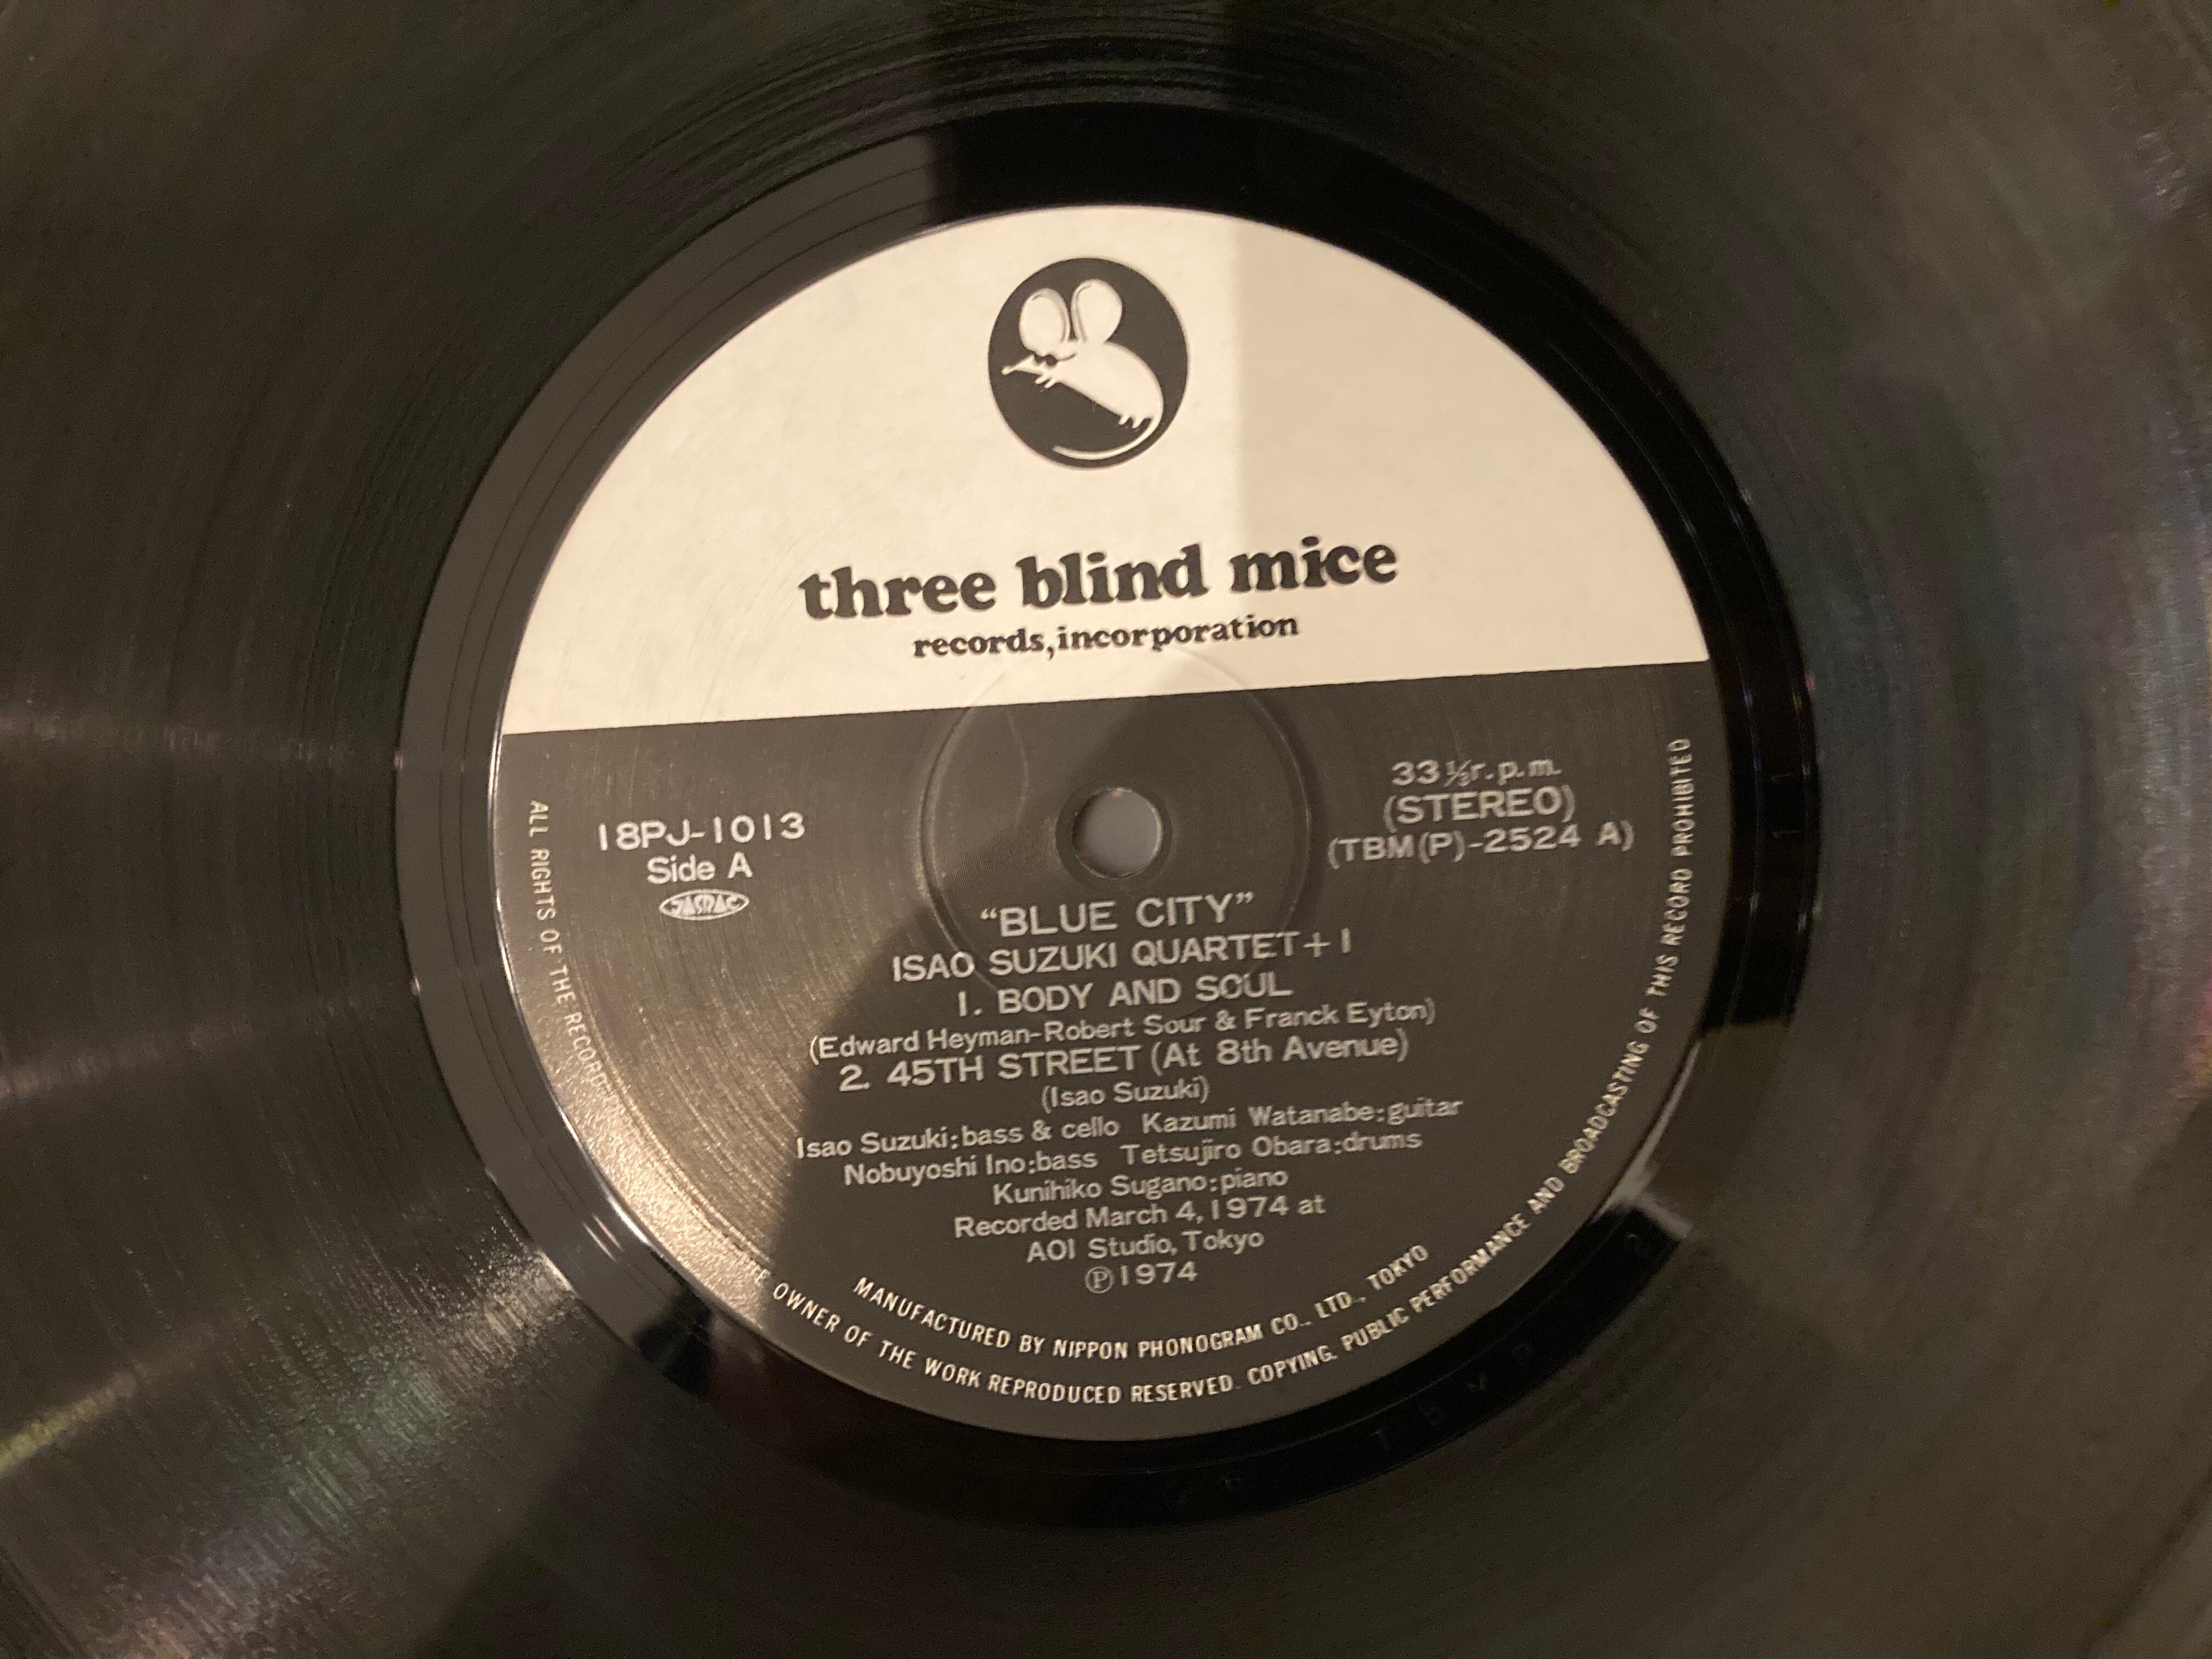 three blind mice
records,incorporation
18PJ-1013
Side A
JASRAC
33⅓r.p.m.
(STEREO)
(TBM(P)-2524 A)
"BLUE CITY"
ISAO SUZUKI QUARTET+1
1. BODY AND SOUL
(Edward Heyman-Robert Sour & Franck Eyton)
2. 45TH STREET (At 8th Avenue)
(Isao Suzuki)
Isao Suzuki:bass & cello Kazumi Watanabe:guitar
Nobuyoshi Ino:bass Tetsujiro Obara:drums
Kunihiko Sugano:piano
Recorded March 4,1974 at
AOI Studio,Tokyo
℗1974
MANUFACTURED BY NIPPON PHONOGRAM CO., LTD., TOKYO
ALL RIGHTS OF THE RECORD OWNER OF THE WORK REPRODUCED RESERVED. COPYING. PUBLIC PERFORMANCE AND BROADCASTING OF THIS RECORD PROHIBITED